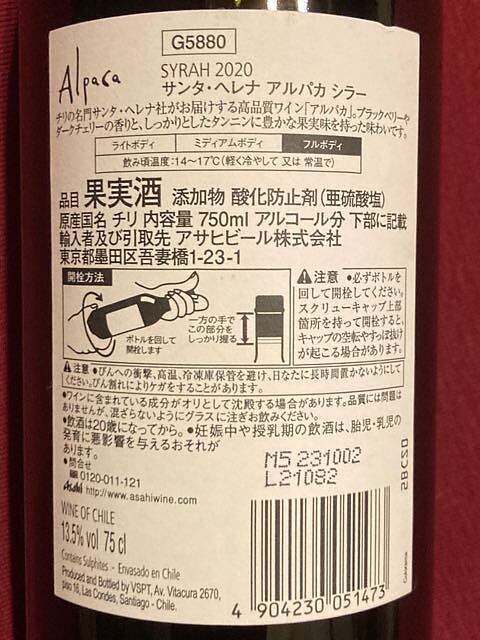 Alpaca
G5880
SYRAH 2020
サンタ・ヘレナ アルパカ シラー
チリの名門サンタ・ヘレナ社がお届けする高品質ワイン「アルパカ」。ブラックベリーや
ダークチェリーの香りと、しっかりとしたタンニンに豊かな果実味を持った味わいです。
ライトボディ ミディアムボディ フルボディ
飲み頃温度:14~17℃(軽く冷やして 又は 常温で)
品目 果実酒 添加物 酸化防止剤(亜硫酸塩)
原産国名 チリ 内容量 750ml アルコール分 下部に記載
輸入者及び引取先 アサヒビール株式会社
東京都墨田区吾妻橋1-23-1
開栓方法
ボトルを回して
開栓します
一方の手で
この部分を
しっかり握る
注意 ●必ずボトルを
回して開栓してください。
スクリューキャップ上部
箇所を持って開栓すると、
キャップの空転やすっぽ抜け
が起こる場合があります。
注意 ●びんへの衝撃、高温、冷凍庫保管を避け、日なたに長時間置かないようにして
ください。びん割れによりケガをすることがあります。
●ワインに含まれている成分がオリとして沈殿する場合があります。品質には問題は
ありませんが、混ざらないようにグラスに注ぎお飲みください。
●飲酒は20歳になってから。●妊娠中や授乳期の飲酒は、胎児・乳児の
発育に悪影響を与えるおそれが
あります。
●問合せ
0120-011-121
Asahi http://www.asahiwine.com
M5 231002
L21082
SBC20
WINE OF CHILE
13.5% vol 75 cl
Contains Sulphites - Envasado en Chile
Produced and Bottled by VSPT, Av. Vitacura 2670,
piso 16, Las Condes, Santiago - Chile.
4 904230 051473